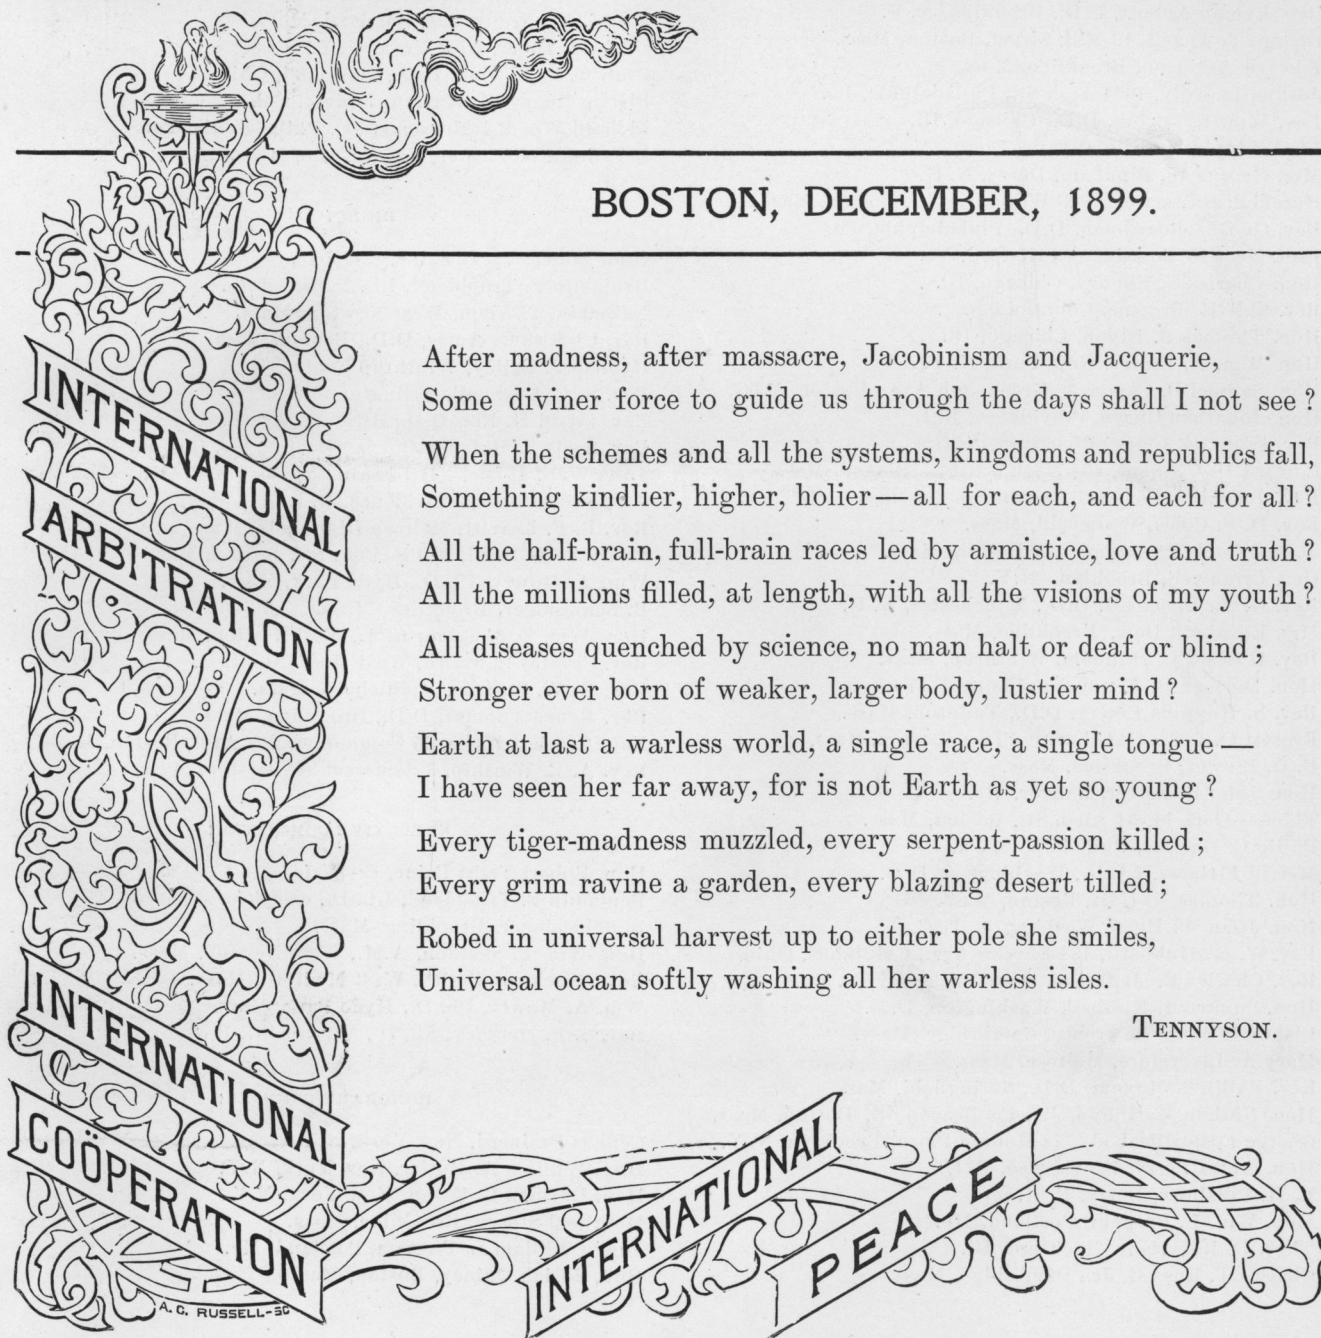 BOSTON, DECEMBER, 1899.
After madness, after massacre, Jacobinism and Jacquerie,
Some diviner force to guide us through the days shall I not see?
When the schemes and all the systems, kingdoms and republics fall,
Something kindlier, higher, holier — all for each, and each for all?
All the half-brain, full-brain races led by armistice, love and truth?
All the millions filled, at length, with all the visions of my youth?
All diseases quenched by science, no man halt or deaf or blind;
Stronger ever born of weaker, larger body, lustier mind?
Earth at last a warless world, a single race, a single tongue —
I have seen her far away, for is not Earth as yet so young?
Every tiger-madness muzzled, every serpent-passion killed;
Every grim ravine a garden, every blazing desert tilled;
Robed in universal harvest up to either pole she smiles,
Universal ocean softly washing all her warless isles.
TENNYSON.
INTERNATIONAL
ARBITRATION
INTERNATIONAL
COÖPERATION
INTERNATIONAL
PEACE
A. G. RUSSELL-SC